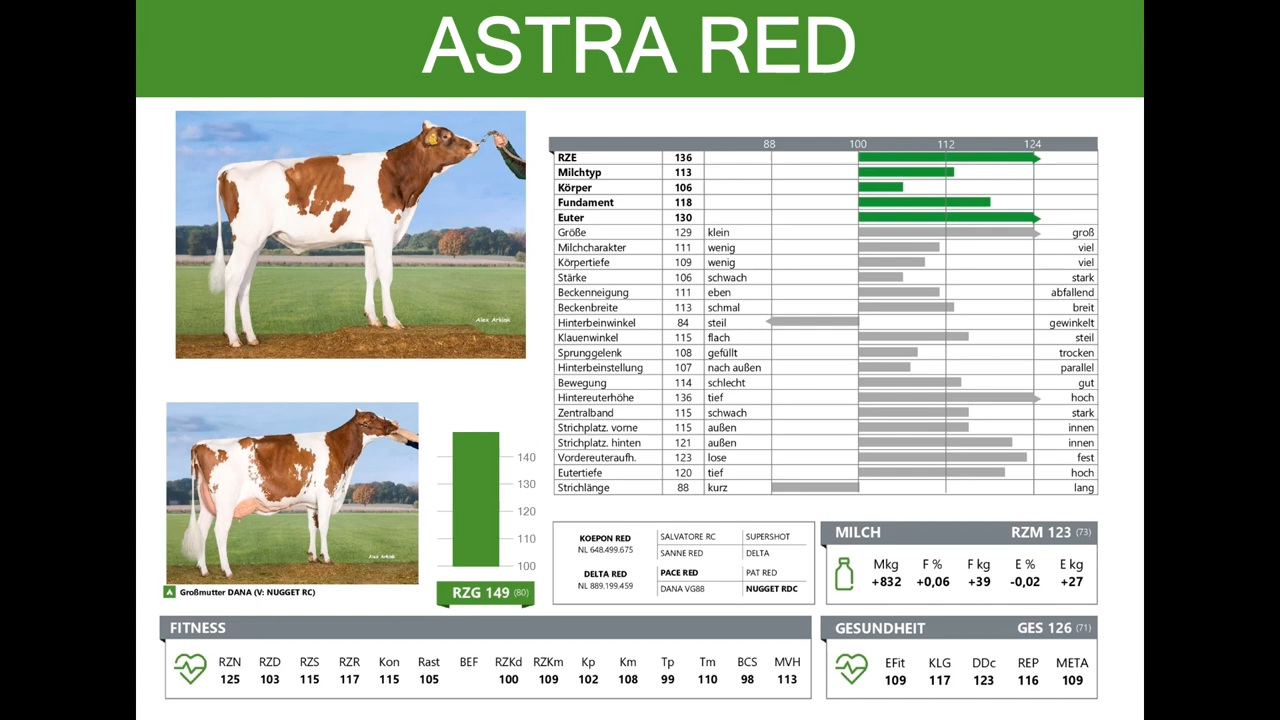 ASTRA RED
88 100 112 124
RZE 136
Milchtyp 113
Körper 106
Fundament 118
Euter 130
Größe 129 klein groß
Milchcharakter 111 wenig viel
Körpertiefe 109 wenig viel
Stärke 106 schwach stark
Beckenneigung 111 eben abfallend
Beckenbreite 113 schmal breit
Hinterbeinwinkel 84 steil gewinkelt
Klauenwinkel 115 flach steil
Sprunggelenk 108 gefüllt trocken
Hinterbeinstellung 107 nach außen parallel
Bewegung 114 schlecht gut
Hintereuterhöhe 136 tief hoch
Zentralband 115 schwach stark
Strichplatz. vorne 115 außen innen
Strichplatz. hinten 121 außen innen
Vordereuteraufh. 123 lose fest
Eutertiefe 120 tief hoch
Strichlänge 88 kurz lang
Alex Arkink
Alex Arkink
Großmutter DANA (V: NUGGET RC)
140
130
120
110
100
RZG 149 (80)
KOEPON RED
NL 648.499.675
SALVATORE RC SUPERSHOT
SANNE RED DELTA
DELTA RED
NL 889.199.459
PACE RED PAT RED
DANA VG88 NUGGET RDC
MILCH RZM 123 (73)
Mkg F % F kg E % E kg
+832 +0,06 +39 -0,02 +27
FITNESS
RZN RZD RZS RZR Kon Rast BEF RZKd RZKm Kp Km Tp Tm BCS MVH
125 103 115 117 115 105 100 109 102 108 99 110 98 113
GESUNDHEIT GES 126 (71)
EFit KLG DDc REP META
109 117 123 116 109